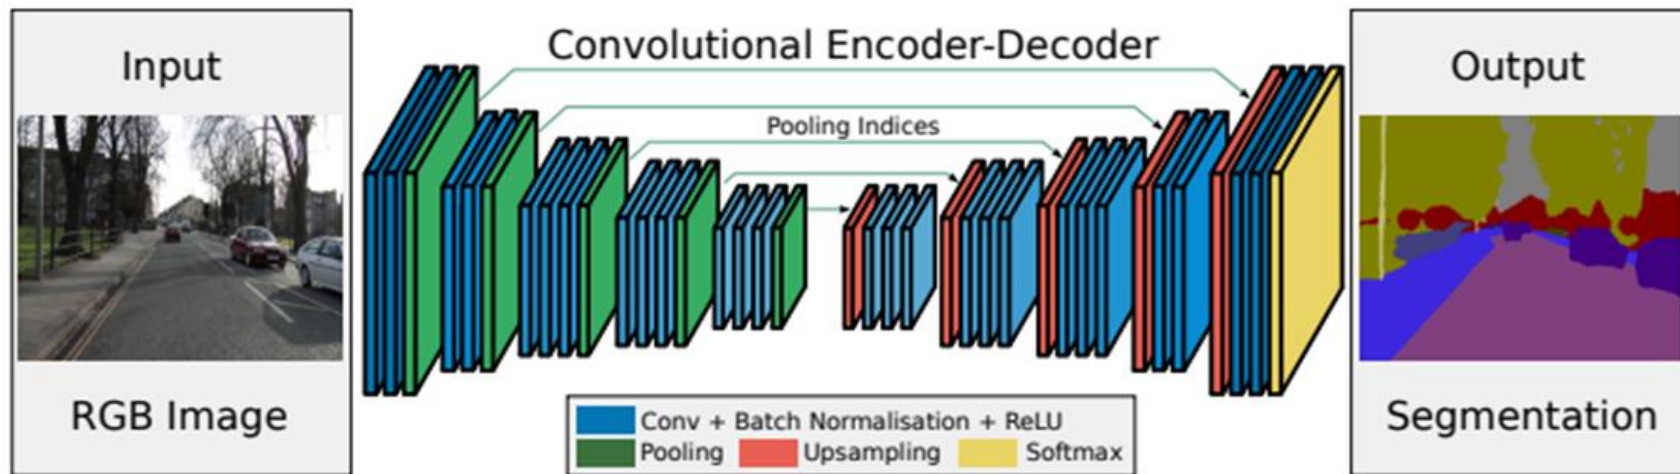 Input
RGB Image
Convolutional Encoder-Decoder
Pooling Indices
Conv + Batch Normalisation + ReLU
Pooling Upsampling Softmax
Output
Segmentation